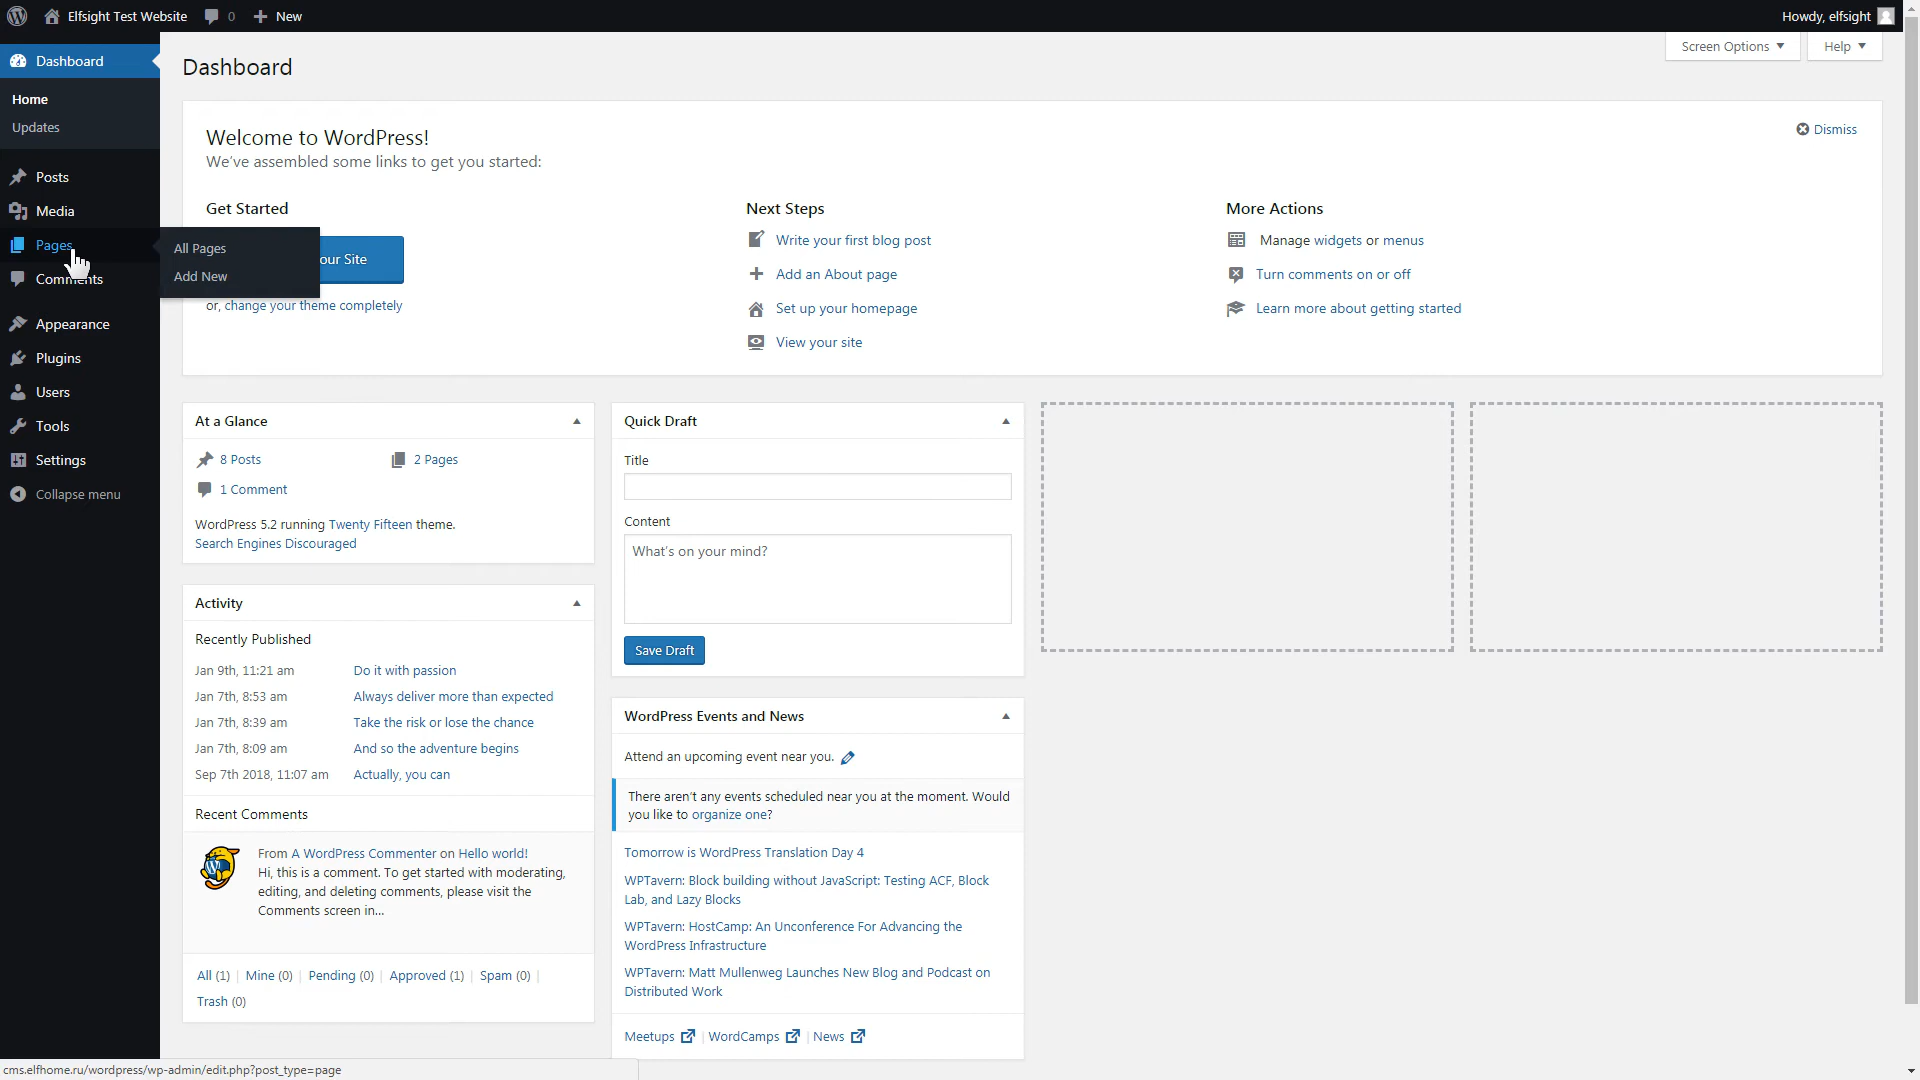 Elfsight Test Website
0
New
Howdy, elfsight
Dashboard
Home
Updates
Posts
Media
Pages
Comments
Appearance
Plugins
Users
Tools
Settings
Collapse menu
All Pages
Add New
Screen Options
Help
Dashboard
Welcome to WordPress!
We've assembled some links to get you started:
Dismiss
Get Started
our Site
or, change your theme completely
Next Steps
Write your first blog post
Add an About page
Set up your homepage
View your site
More Actions
Manage widgets or menus
Turn comments on or off
Learn more about getting started
At a Glance
8 Posts
2 Pages
1 Comment
WordPress 5.2 running Twenty Fifteen theme.
Search Engines Discouraged
Activity
Recently Published
Jan 9th, 11:21 am Do it with passion
Jan 7th, 8:53 am Always deliver more than expected
Jan 7th, 8:39 am Take the risk or lose the chance
Jan 7th, 8:09 am And so the adventure begins
Sep 7th 2018, 11:07 am Actually, you can
Recent Comments
From A WordPress Commenter on Hello world!
Hi, this is a comment. To get started with moderating,
editing, and deleting comments, please visit the
Comments screen in...
All (1) | Mine (0) | Pending (0) | Approved (1) | Spam (0) |
Trash (0)
Quick Draft
Title
Content
What's on your mind?
Save Draft
WordPress Events and News
Attend an upcoming event near you.
There aren't any events scheduled near you at the moment. Would
you like to organize one?
Tomorrow is WordPress Translation Day 4
WPTavern: Block building without JavaScript: Testing ACF, Block
Lab, and Lazy Blocks
WPTavern: HostCamp: An Unconference For Advancing the
WordPress Infrastructure
WPTavern: Matt Mullenweg Launches New Blog and Podcast on
Distributed Work
Meetups | WordCamps | News
cms.elfhome.ru/wordpress/wp-admin/edit.php?post_type=page